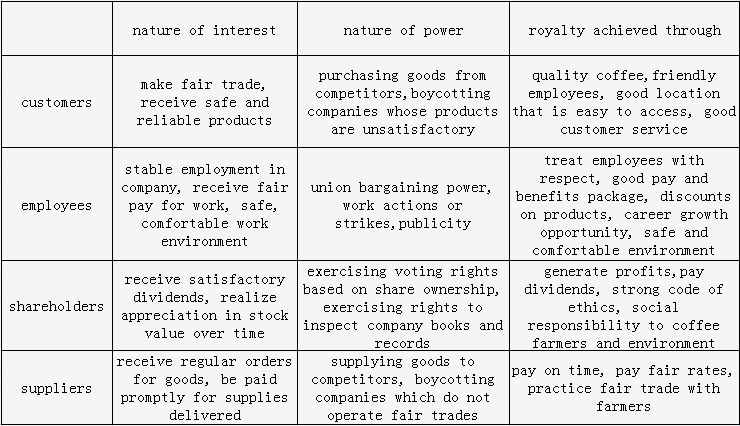 nature of interest
nature of power
royalty achieved through
customers
make fair trade,
receive safe and
reliable products
purchasing goods from
competitors,boycotting
companies whose products
are unsatisfactory
quality coffee,friendly
employees, good location
that is easy to access, good
customer service
employees
stable employment in
company, receive fair
pay for work, safe,
comfortable work
environment
union bargaining power,
work actions or
strikes,publicity
treat employees with
respect, good pay and
benefits package, discounts
on products, career growth
opportunity, safe and
comfortable environment
shareholders
receive satisfactory
dividends, realize
appreciation in stock
value over time
exercising voting rights
based on share ownership,
exercising rights to
inspect company books and
records
generate profits,pay
dividends, strong code of
ethics, social
responsibility to coffee
farmers and environment
suppliers
receive regular orders
for goods, be paid
promptly for supplies
delivered
supplying goods to
competitors, boycotting
companies which do not
operate fair trades
pay on time, pay fair rates,
practice fair trade with
farmers